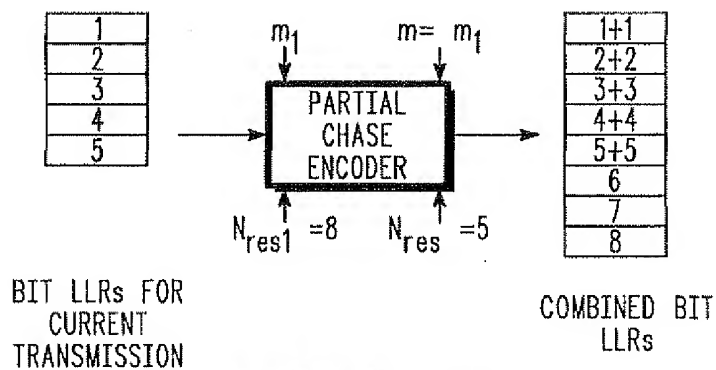 1
2
3
4
5
m1
m= m1
PARTIAL
CHASE
ENCODER
Nres1 =8
Nres =5
1+1
2+2
3+3
4+4
5+5
6
7
8
BIT LLRs FOR
CURRENT
TRANSMISSION
COMBINED BIT
LLRs